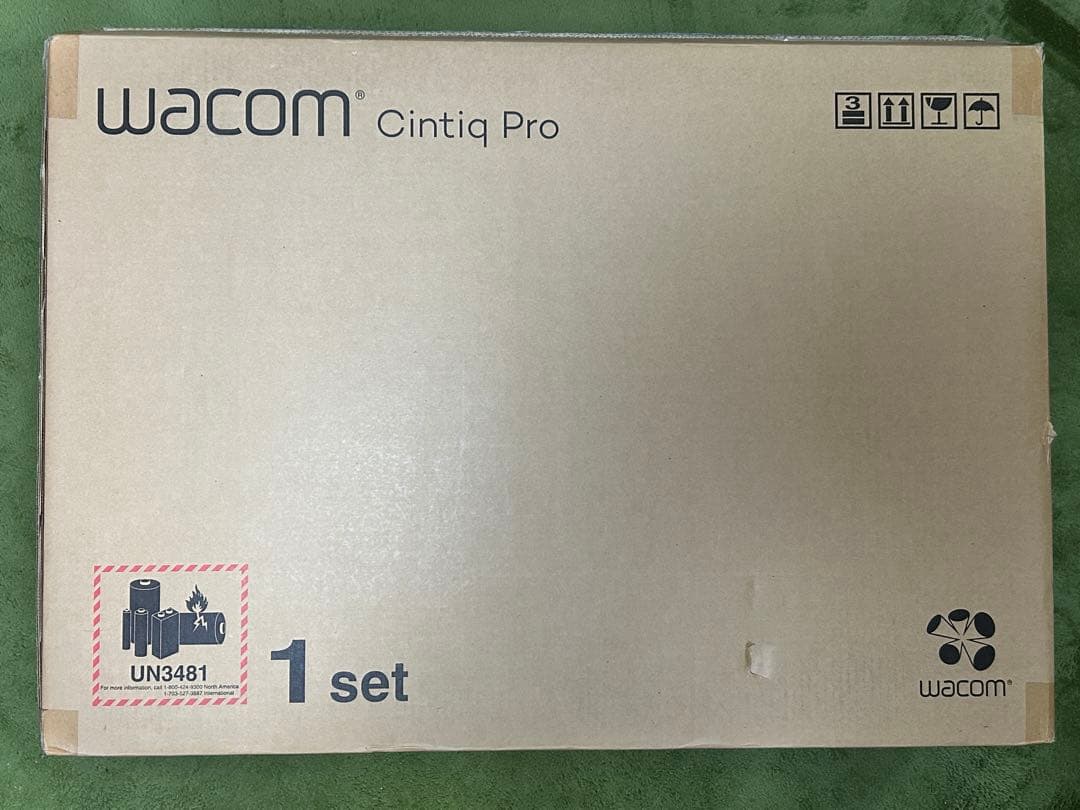 wacom® Cintiq Pro
3
UN3481
For more information, call 1-800-424-9300 North America
1-703-527-3887 International
1 set
wacom®